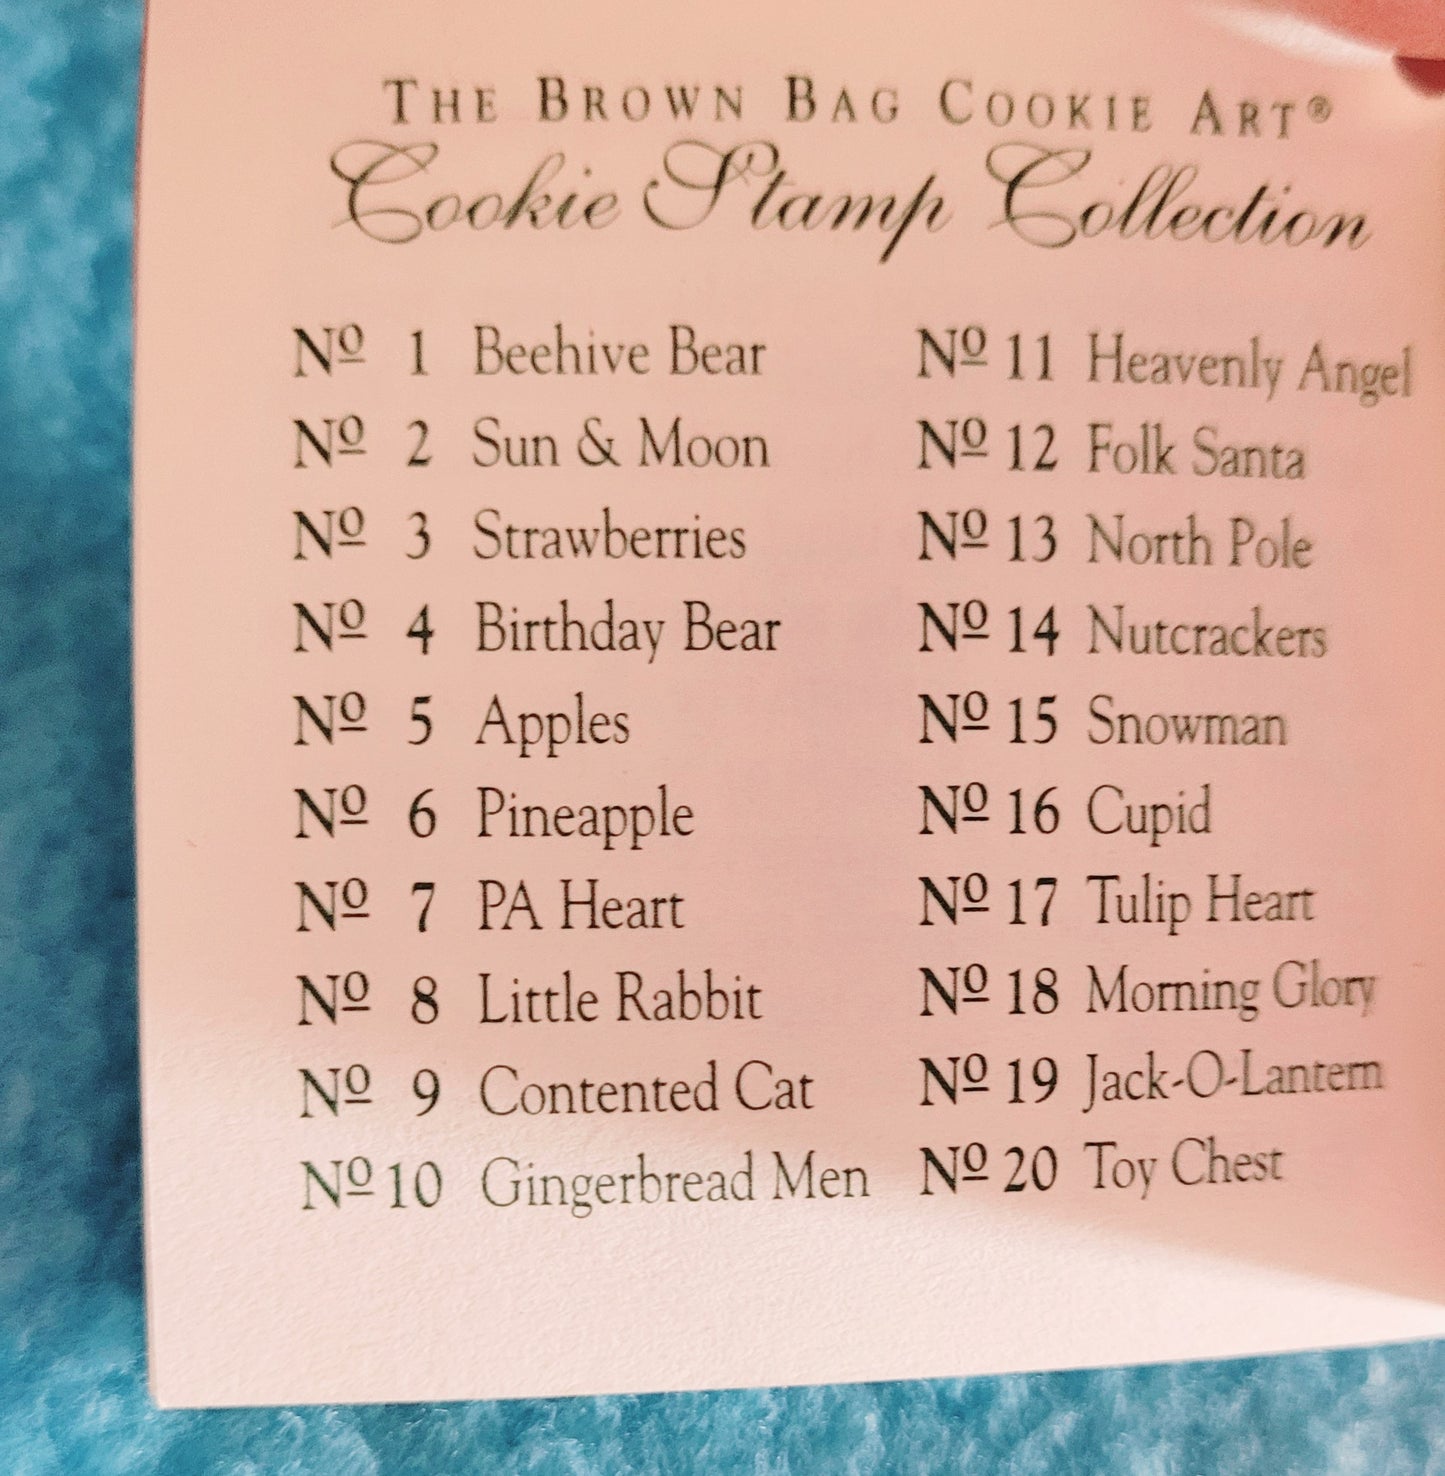 THE BROWN BAG COOKIE ART®
Cookie Stamp Collection
Nº 1 Beehive Bear
Nº 2 Sun & Moon
Nº 3 Strawberries
Nº 4 Birthday Bear
Nº 5 Apples
Nº 6 Pineapple
Nº 7 PA Heart
Nº 8 Little Rabbit
Nº 9 Contented Cat
Nº 10 Gingerbread Men
Nº 11 Heavenly Angel
Nº 12 Folk Santa
Nº 13 North Pole
Nº 14 Nutcrackers
Nº 15 Snowman
Nº 16 Cupid
Nº 17 Tulip Heart
Nº 18 Morning Glory
Nº 19 Jack-O-Lantern
Nº 20 Toy Chest